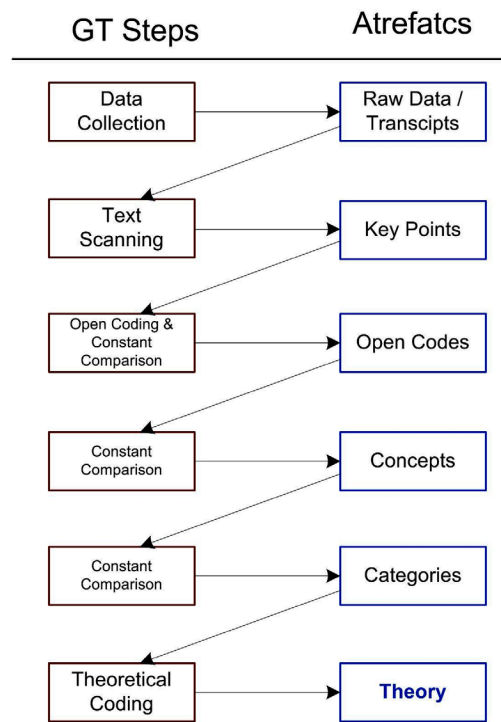 GT Steps
Atrefatcs
Data
Collection
Raw Data /
Transcipts
Text
Scanning
Key Points
Open Coding &
Constant
Comparison
Open Codes
Constant
Comparison
Concepts
Constant
Comparison
Categories
Theoretical
Coding
Theory